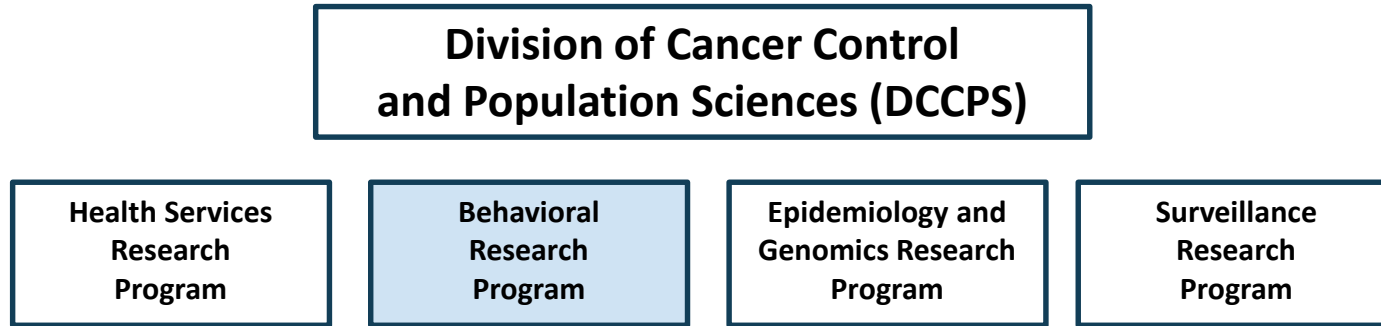 Division of Cancer Control
and Population Sciences (DCCPS)
Health Services
Research
Program
Behavioral
Research
Program
Epidemiology and
Genomics Research
Program
Surveillance
Research
Program